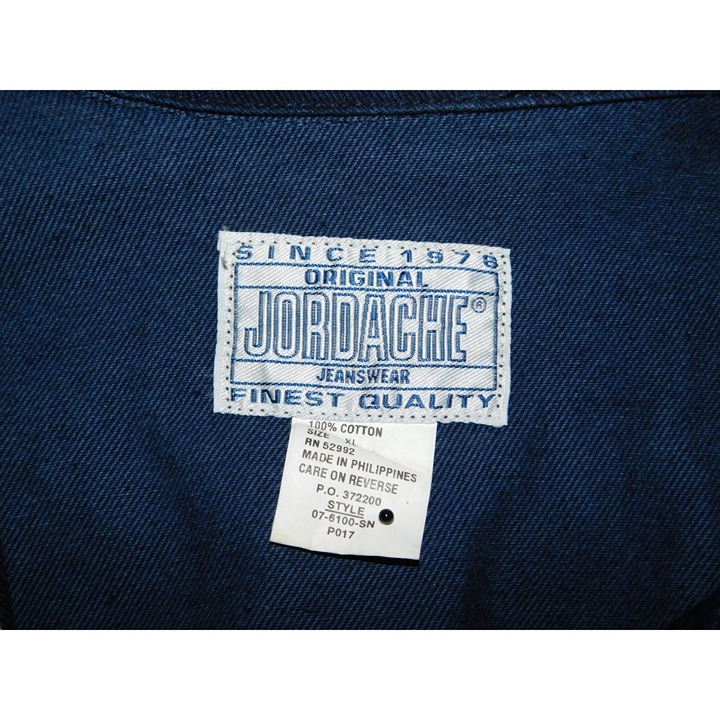 SINCE 1978
ORIGINAL
JORDACHE®
JEANSWEAR
FINEST QUALITY
100% COTTON
SIZE XL
RN 52992
MADE IN PHILIPPINES
CARE ON REVERSE
P.O. 372200
STYLE
07-6100-SN
P017